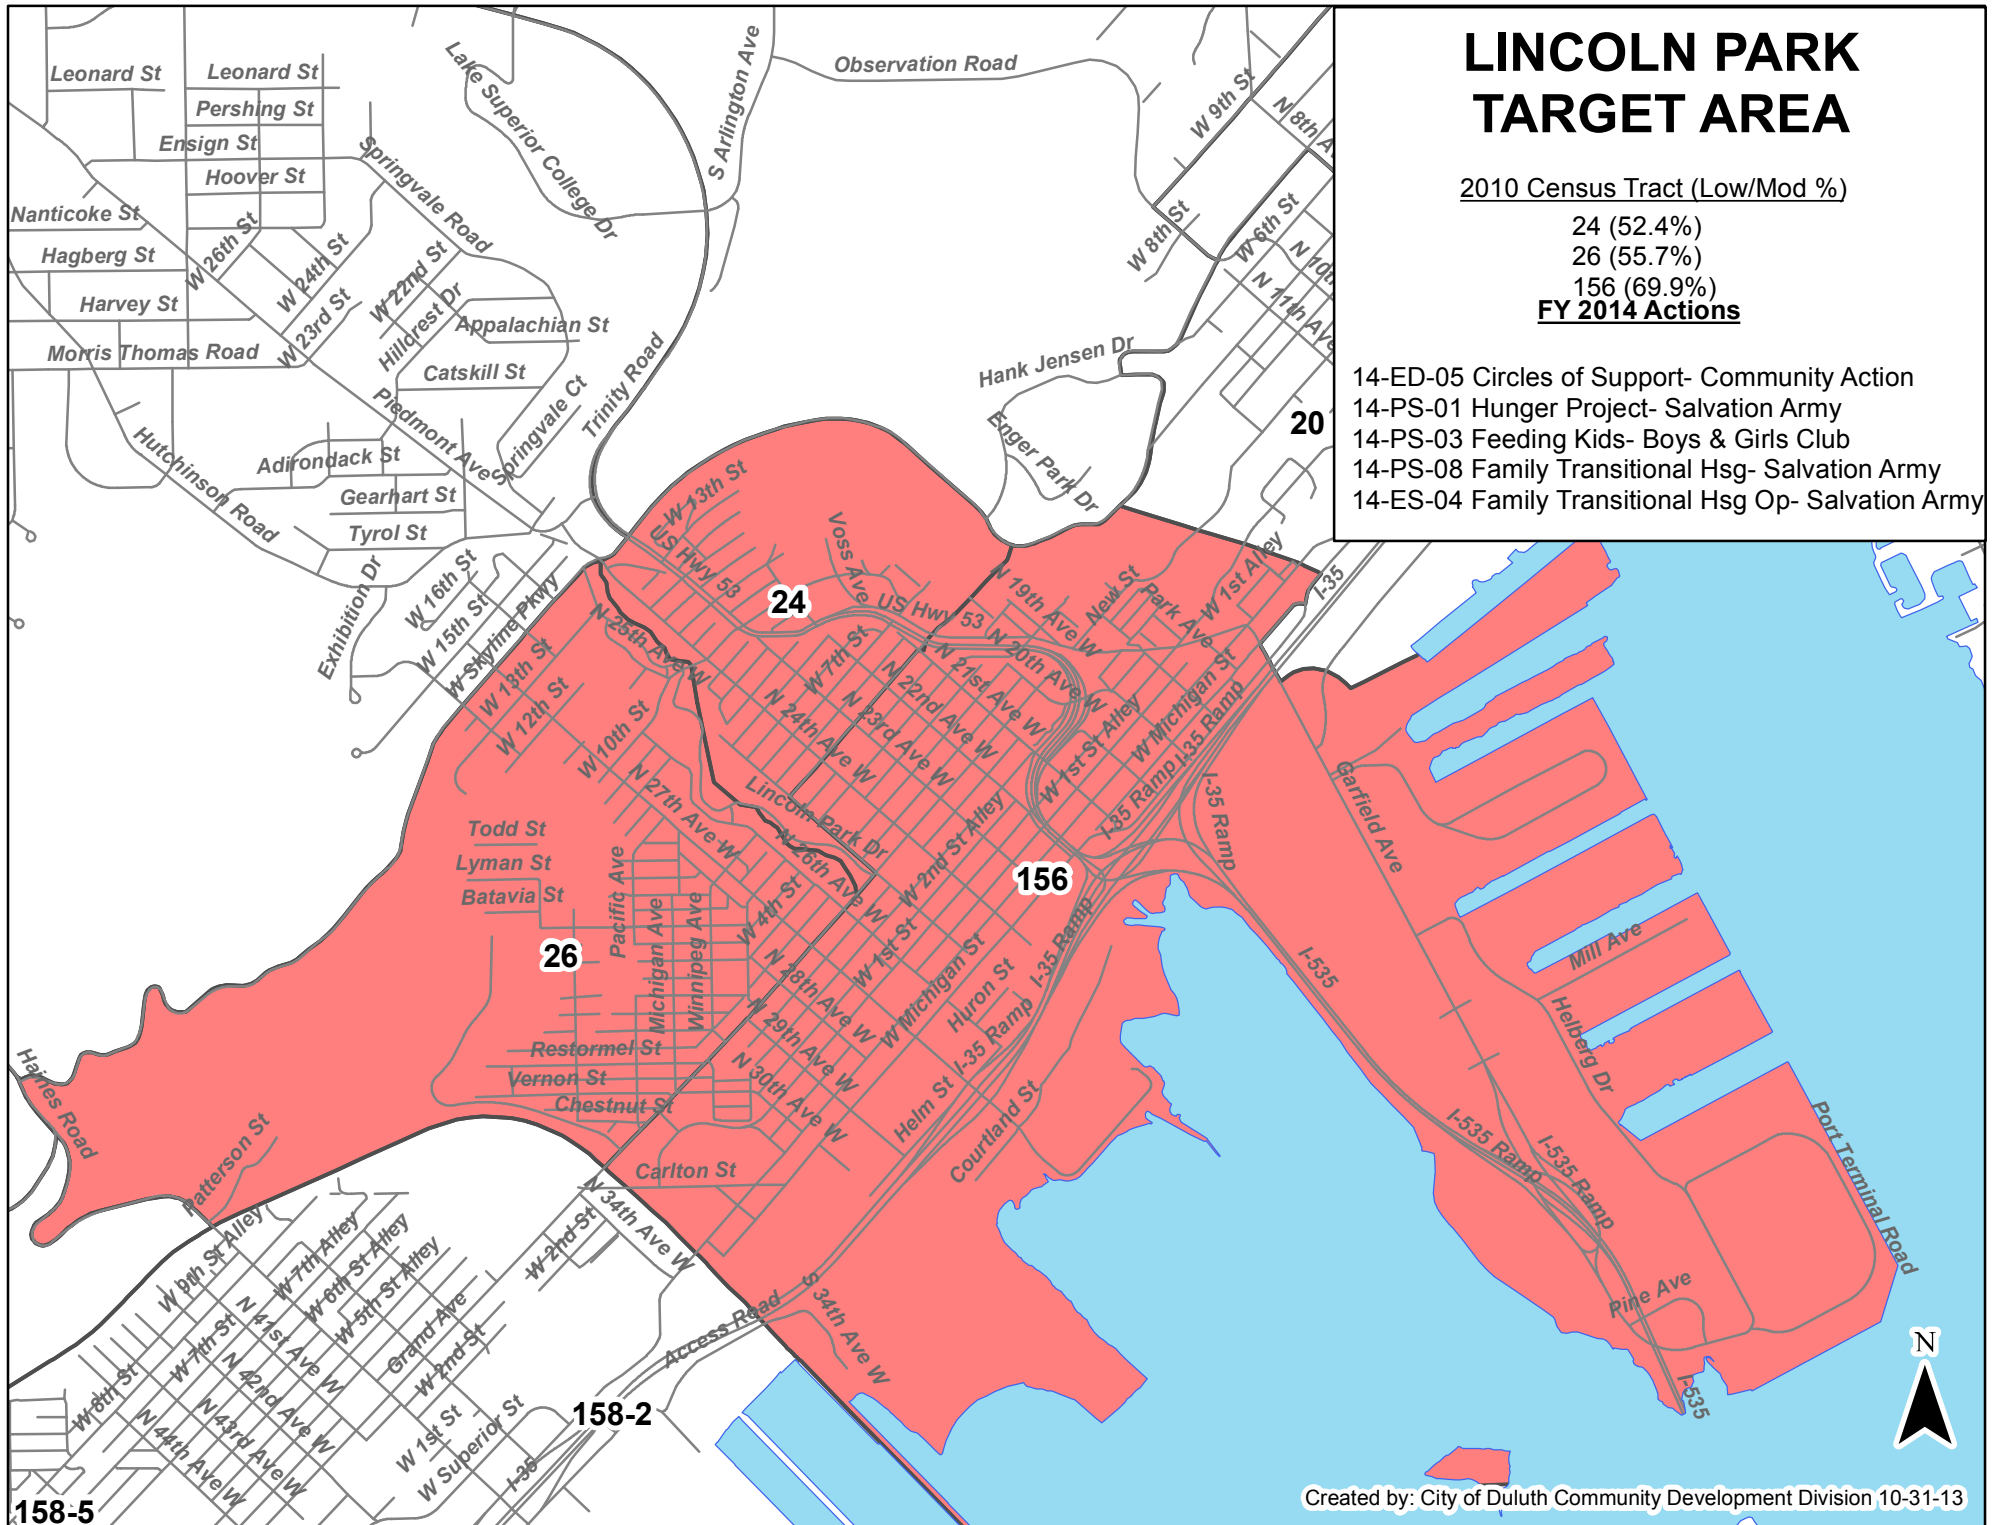 LINCOLN PARK
TARGET AREA
2010 Census Tract (Low/Mod %)
24 (52.4%)
26 (55.7%)
156 (69.9%)
FY 2014 Actions
14-ED-05 Circles of Support- Community Action
14-PS-01 Hunger Project- Salvation Army
14-PS-03 Feeding Kids- Boys & Girls Club
14-PS-08 Family Transitional Hsg- Salvation Army
14-ES-04 Family Transitional Hsg Op- Salvation Army
Leonard St
Leonard St
Pershing St
Ensign St
Hoover St
Nanticoke St
Hagberg St
Harvey St
Morris Thomas Road
W 26th St
W 24th St
W 23rd St
W 22nd St
Hillcrest Dr
Springvale Road
Lake Superior College Dr
S Arlington Ave
Observation Road
W 9th St
N 8th A
W 8th St
W 6th St
N 10th
N 11th Ave
Appalachian St
Catskill St
Springvale Ct
Trinity Road
Piedmont Ave
Hutchinson Road
Adirondack St
Gearhart St
Tyrol St
Exhibition Dr
Hank Jensen Dr
Enger Park Dr
20
W 16th St
W 15th St
W Skyline Pkwy
W 13th St
US Hwy 53
Voss Ave
24
US Hwy 53
N 19th Ave W
New St
Park Ave
W 1st Alley
I-35
N 25th Ave W
W 13th St
W 12th St
W 10th St
W 7th St
N 20th Ave W
N 21st Ave W
N 22nd Ave W
N 23rd Ave W
N 24th Ave W
W 1st St Alley
W Michigan St
I-35 Ramp
I-35 Ramp
I-35 Ramp
Garfield Ave
N 27th Ave W
Lincoln Park Dr
N 26th Ave W
W 2nd St Alley
156
Todd St
Lyman St
Batavia St
26
Pacific Ave
Michigan Ave
Winnipeg Ave
W 4th St
W 1st St
N 28th Ave W
N 29th Ave W
N 30th Ave W
W Michigan St
Huron St
I-35 Ramp
I-35 Ramp
Helm St
Courtland St
Restormel St
Vernon St
Chestnut St
Carlton St
I-535
Mill Ave
Helberg Dr
I-535 Ramp
I-535 Ramp
Port Terminal Road
Pine Ave
I-535
Haines Road
Patterson St
N 34th Ave W
W 2nd St
Access Road
S 34th Ave W
W 9th St Alley
W 7th Alley
W 6th St Alley
W 5th St Alley
Grand Ave
W 2nd St
W 7th St
W 8th St
N 41st Ave W
N 42nd Ave W
N 43rd Ave W
N 44th Ave W
W 1st St
W Superior St
I-35
158-2
158-5
N
Created by: City of Duluth Community Development Division 10-31-13